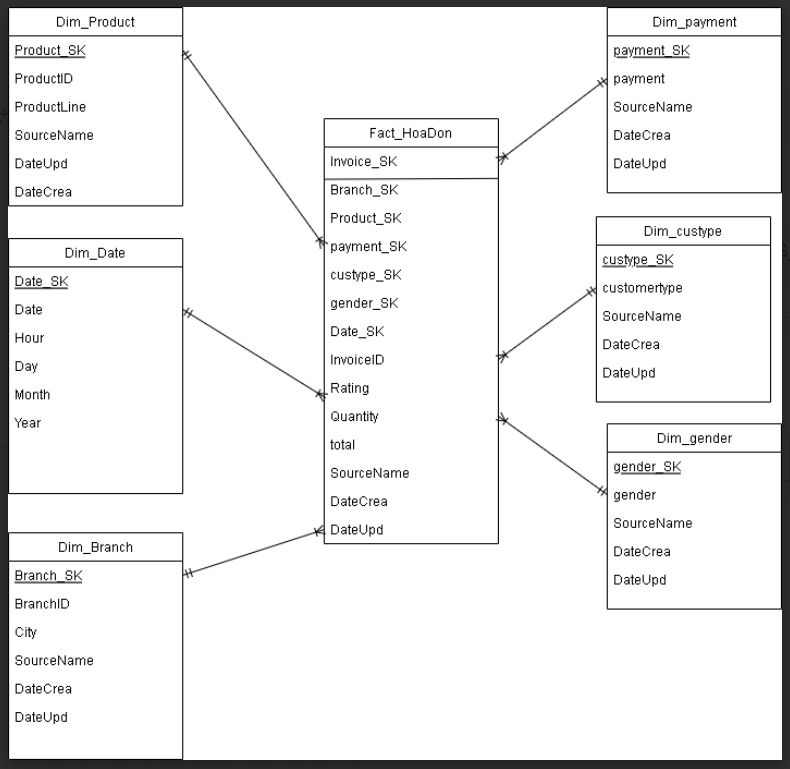 Dim_Product
Product_SK
ProductID
ProductLine
SourceName
DateUpd
DateCrea
Dim_Date
Date_SK
Date
Hour
Day
Month
Year
Dim_Branch
Branch_SK
BranchID
City
SourceName
DateCrea
DateUpd
Fact_HoaDon
Invoice_SK
Branch_SK
Product_SK
payment_SK
custype_SK
gender_SK
Date_SK
InvoiceID
Rating
Quantity
total
SourceName
DateCrea
DateUpd
Dim_payment
payment_SK
payment
SourceName
DateCrea
DateUpd
Dim_custype
custype_SK
customertype
SourceName
DateCrea
DateUpd
Dim_gender
gender_SK
gender
SourceName
DateCrea
DateUpd